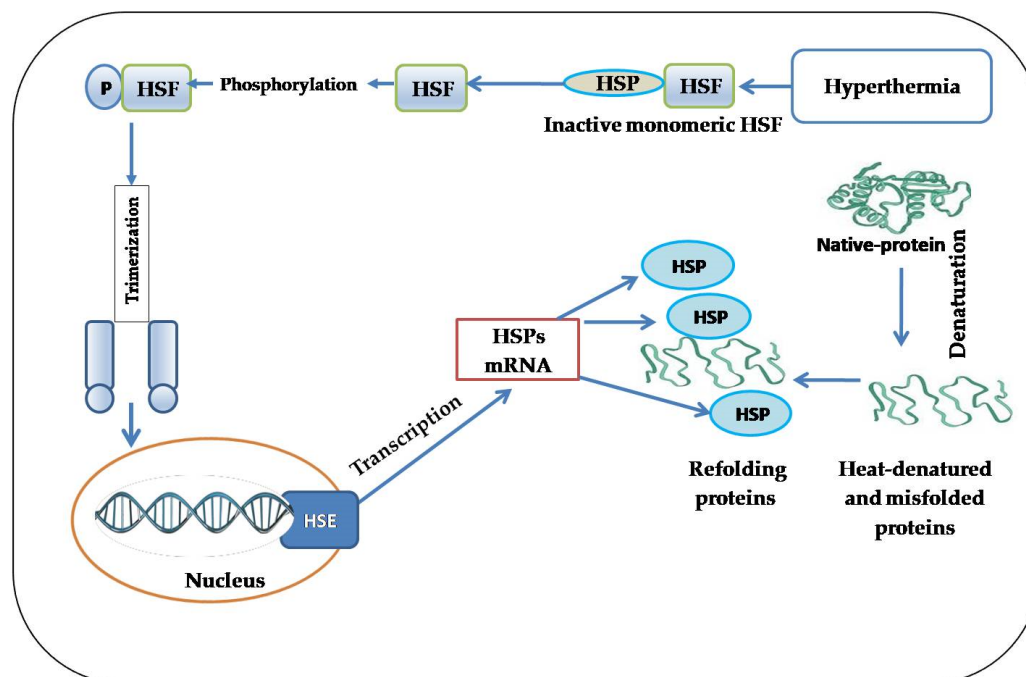 P
HSF
Phosphorylation
HSF
HSP
HSF
Hyperthermia
Inactive monomeric HSF
Native-protein
Denaturation
Trimerization
HSP
HSP
HSPs
mRNA
HSP
Transcription
HSE
Nucleus
Refolding
proteins
Heat-denatured
and misfolded
proteins